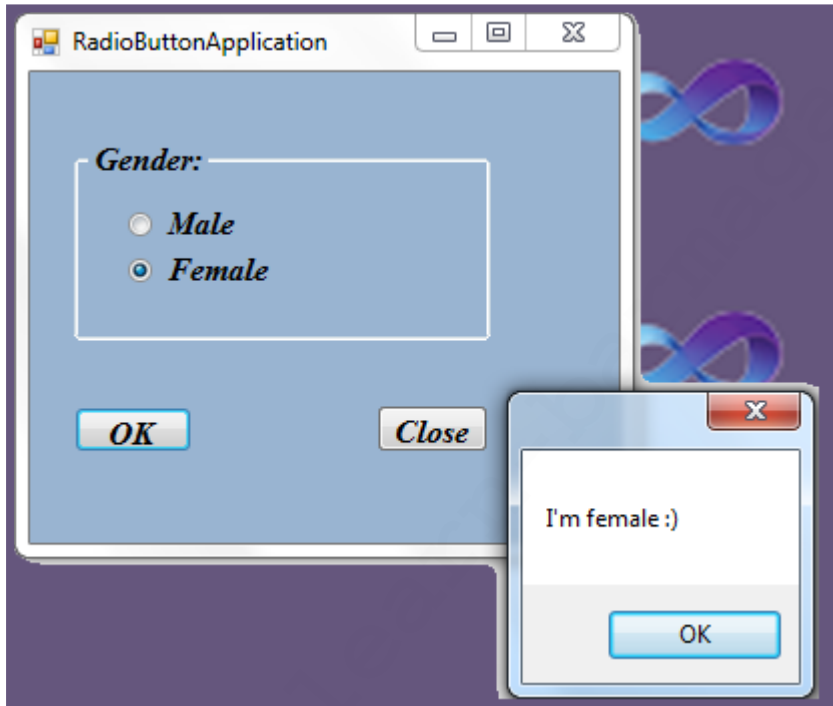 RadioButtonApplication
Gender:
Male
Female
OK
Close
I'm female :)
OK